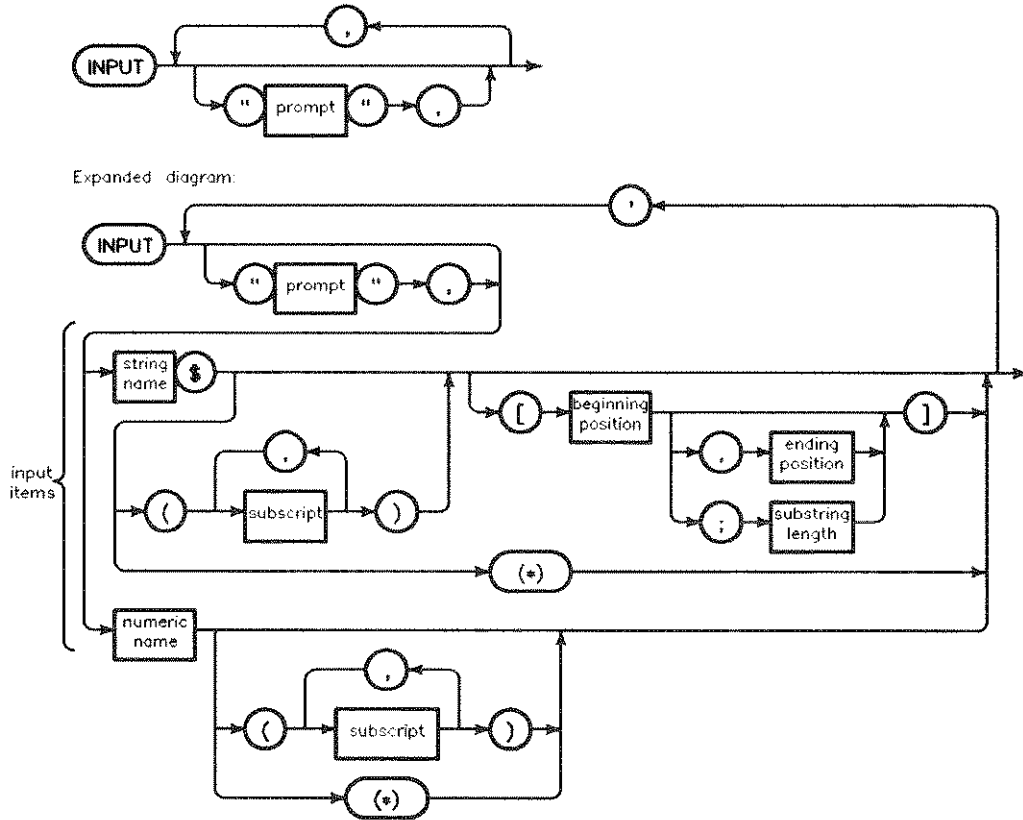 ,
INPUT
" prompt " ,
Expanded diagram:
,
INPUT
" prompt " ,
string
name $
[ beginning
position ]
, ending
position
,
input
items
( subscript )
; substring
length
(*)
numeric
name
,
( subscript )
(*)